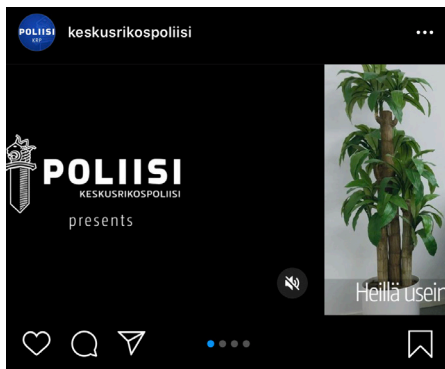 POLIISI
KRP
keskusrikospoliisi
POLIISI
KESKUSRIKOSPOLIISI
presents
Heillä usein